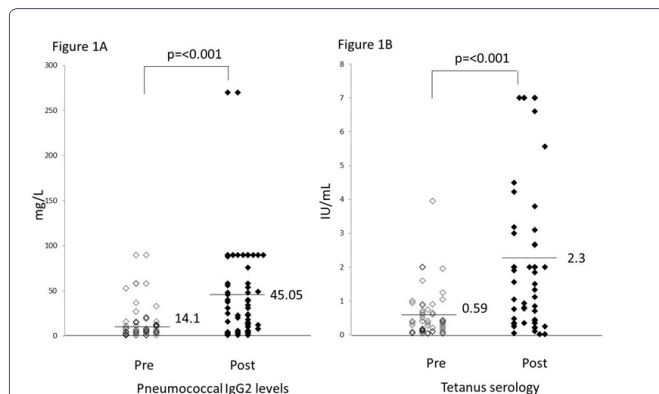 Figure 1A
p=<0.001
300
250
200
150
100
50
0
mg/L
14.1
45.05
Pre
Post
Pneumococcal IgG2 levels
Figure 1B
p=<0.001
8
7
6
5
4
3
2
1
0
IU/mL
0.59
2.3
Pre
Post
Tetanus serology